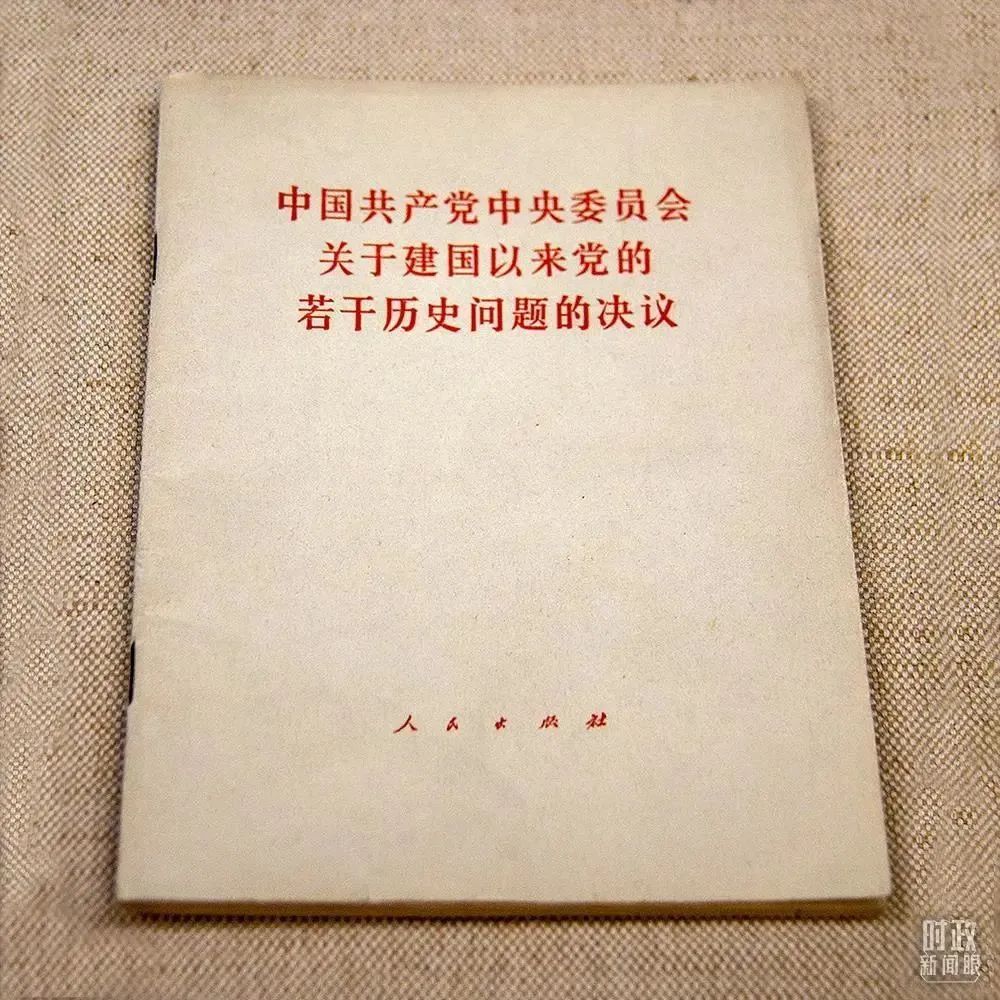 中国共产党中央委员会
关于建国以来党的
若干历史问题的决议
人民出版社
时政
新闻眼